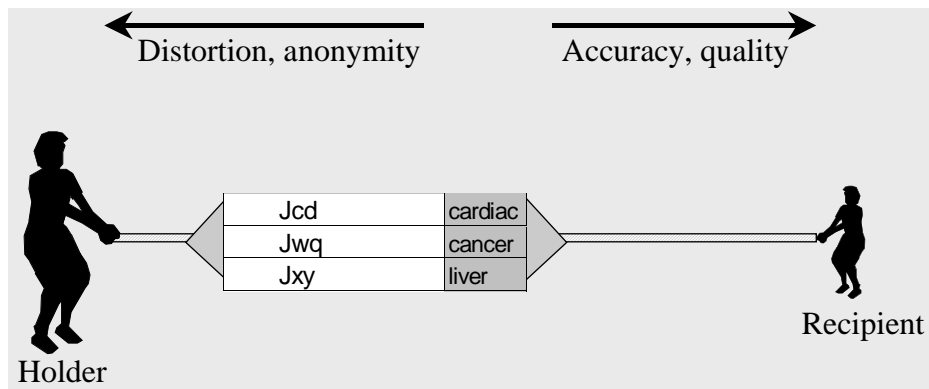 Distortion, anonymity Accuracy, quality
Jcd cardiac
Jwq cancer
Jxy liver
Recipient
Holder